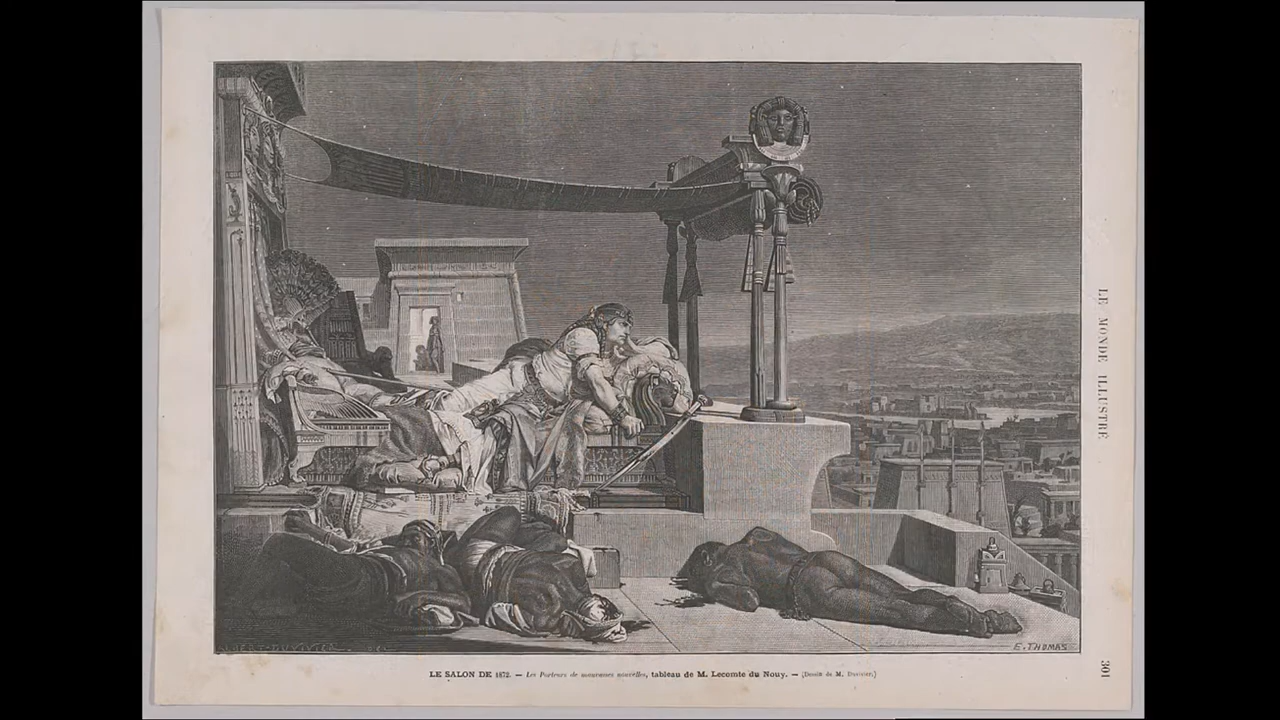 LE MONDE ILLUSTRÉ
E. THOMAS
LE SALON DE 1872. — Les Porteurs de mauvaises nouvelles, tableau de M. Lecomte du Nouy. — (Dessin de M. Duvivier.)
301